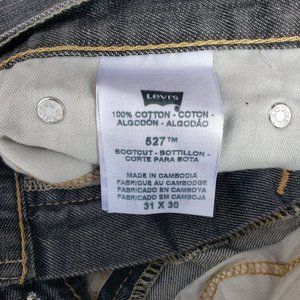 Levi's
100% COTTON - COTON -
ALGODÓN - ALGODÃO
527™
BOOTCUT - BOTTILLON -
CORTE PARA BOTA
MADE IN CAMBODIA
FABRIQUE AU CAMBODGE
FABRICADO EN CAMBOYA
FABRICADO EM CAMBOJA
31 X 30